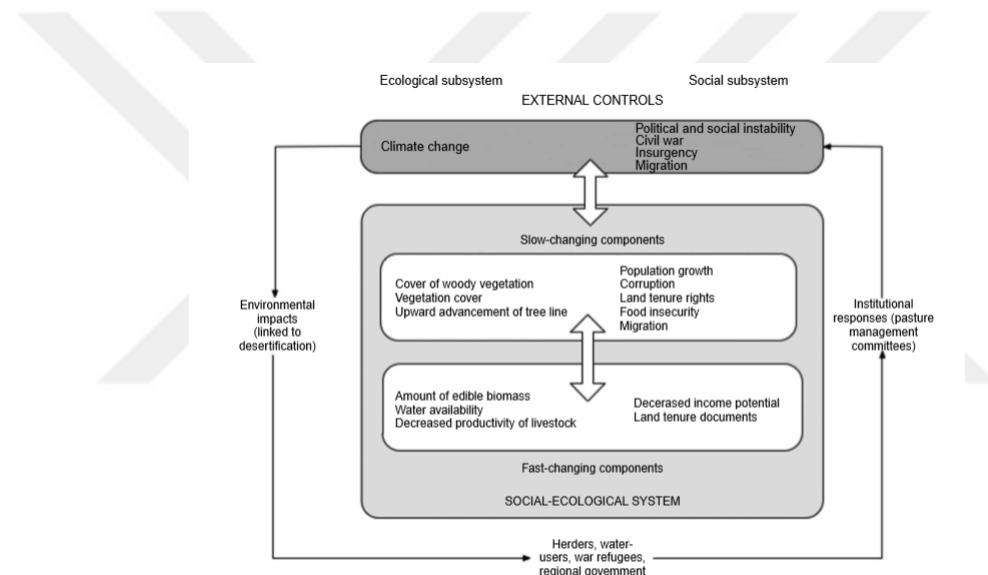 Ecological subsystem
Social subsystem
EXTERNAL CONTROLS
Climate change
Political and social instability
Civil war
Insurgency
Migration
Slow-changing components
Cover of woody vegetation
Vegetation cover
Upward advancement of tree line
Population growth
Corruption
Land tenure rights
Food insecurity
Migration
Environmental
impacts
(linked to
desertification)
Institutional
responses (pasture
management
committees)
Amount of edible biomass
Water availability
Decreased productivity of livestock
Decerased income potential
Land tenure documents
Fast-changing components
SOCIAL-ECOLOGICAL SYSTEM
Herders, water-
users, war refugees,
regional government